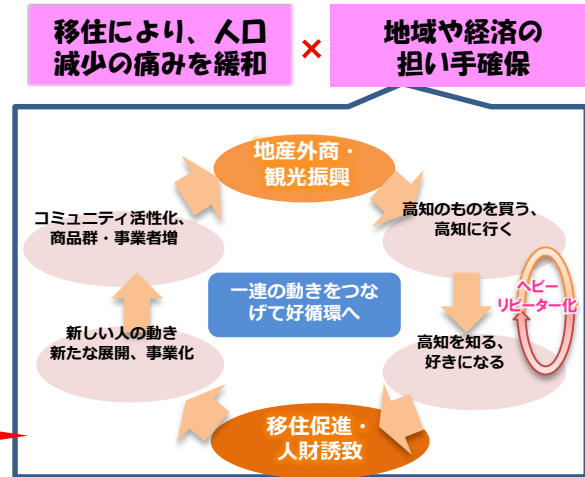 移住により、人口
減少の痛みを緩和
×
地域や経済の
担い手確保
地産外商・
観光振興
高知のものを買う、
高知に行く
ヘビー
リピーター化
高知を知る、
好きになる
移住促進・
人財誘致
新しい人の動き
新たな展開、事業化
コミュニティ活性化、
商品群・事業者増
一連の動きをつな
げて好循環へ